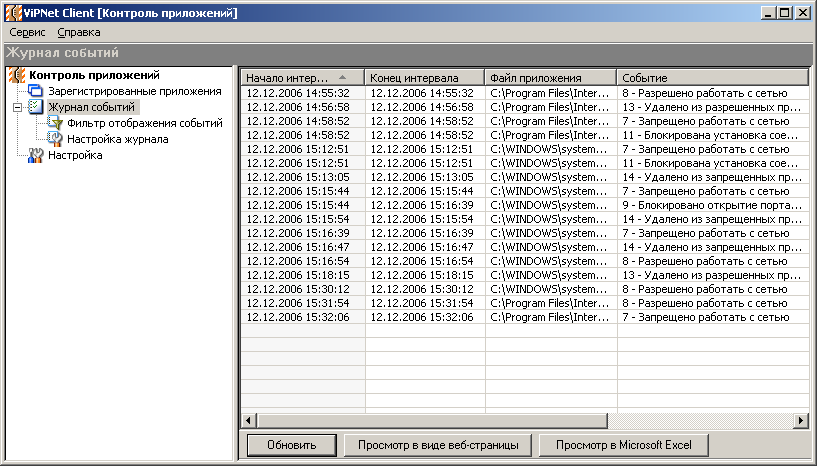 ViPNet Client [Контроль приложений]
Сервис Справка
Журнал событий
Контроль приложений
Зарегистрированные приложения
Журнал событий
Фильтр отображения событий
Настройка журнала
Настройка
Начало интер... Конец интервала Файл приложения Событие
12.12.2006 14:55:32 12.12.2006 14:55:32 C:\Program Files\Inter... 8 - Разрешено работать с сетью
12.12.2006 14:56:58 12.12.2006 14:56:58 C:\Program Files\Inter... 13 - Удалено из разрешенных пр...
12.12.2006 14:58:52 12.12.2006 14:58:52 C:\Program Files\Inter... 7 - Запрещено работать с сетью
12.12.2006 14:58:52 12.12.2006 14:58:52 C:\Program Files\Inter... 11 - Блокирована установка сое...
12.12.2006 15:12:51 12.12.2006 15:12:51 C:\WINDOWS\system... 7 - Запрещено работать с сетью
12.12.2006 15:12:51 12.12.2006 15:12:51 C:\WINDOWS\system... 11 - Блокирована установка сое...
12.12.2006 15:13:05 12.12.2006 15:13:05 C:\WINDOWS\system... 14 - Удалено из запрещенных пр...
12.12.2006 15:15:44 12.12.2006 15:15:44 C:\WINDOWS\system... 7 - Запрещено работать с сетью
12.12.2006 15:15:44 12.12.2006 15:16:39 C:\WINDOWS\system... 9 - Блокировано открытие порта...
12.12.2006 15:15:54 12.12.2006 15:15:54 C:\WINDOWS\system... 14 - Удалено из запрещенных пр...
12.12.2006 15:16:39 12.12.2006 15:16:39 C:\WINDOWS\system... 7 - Запрещено работать с сетью
12.12.2006 15:16:47 12.12.2006 15:16:47 C:\WINDOWS\system... 14 - Удалено из запрещенных пр...
12.12.2006 15:16:54 12.12.2006 15:16:54 C:\WINDOWS\system... 8 - Разрешено работать с сетью
12.12.2006 15:18:15 12.12.2006 15:18:15 C:\WINDOWS\system... 13 - Удалено из разрешенных пр...
12.12.2006 15:30:12 12.12.2006 15:30:12 C:\WINDOWS\system... 8 - Разрешено работать с сетью
12.12.2006 15:31:54 12.12.2006 15:31:54 C:\Program Files\Inter... 8 - Разрешено работать с сетью
12.12.2006 15:32:06 12.12.2006 15:32:06 C:\Program Files\Inter... 7 - Запрещено работать с сетью
Обновить Просмотр в виде веб-страницы Просмотр в Microsoft Excel